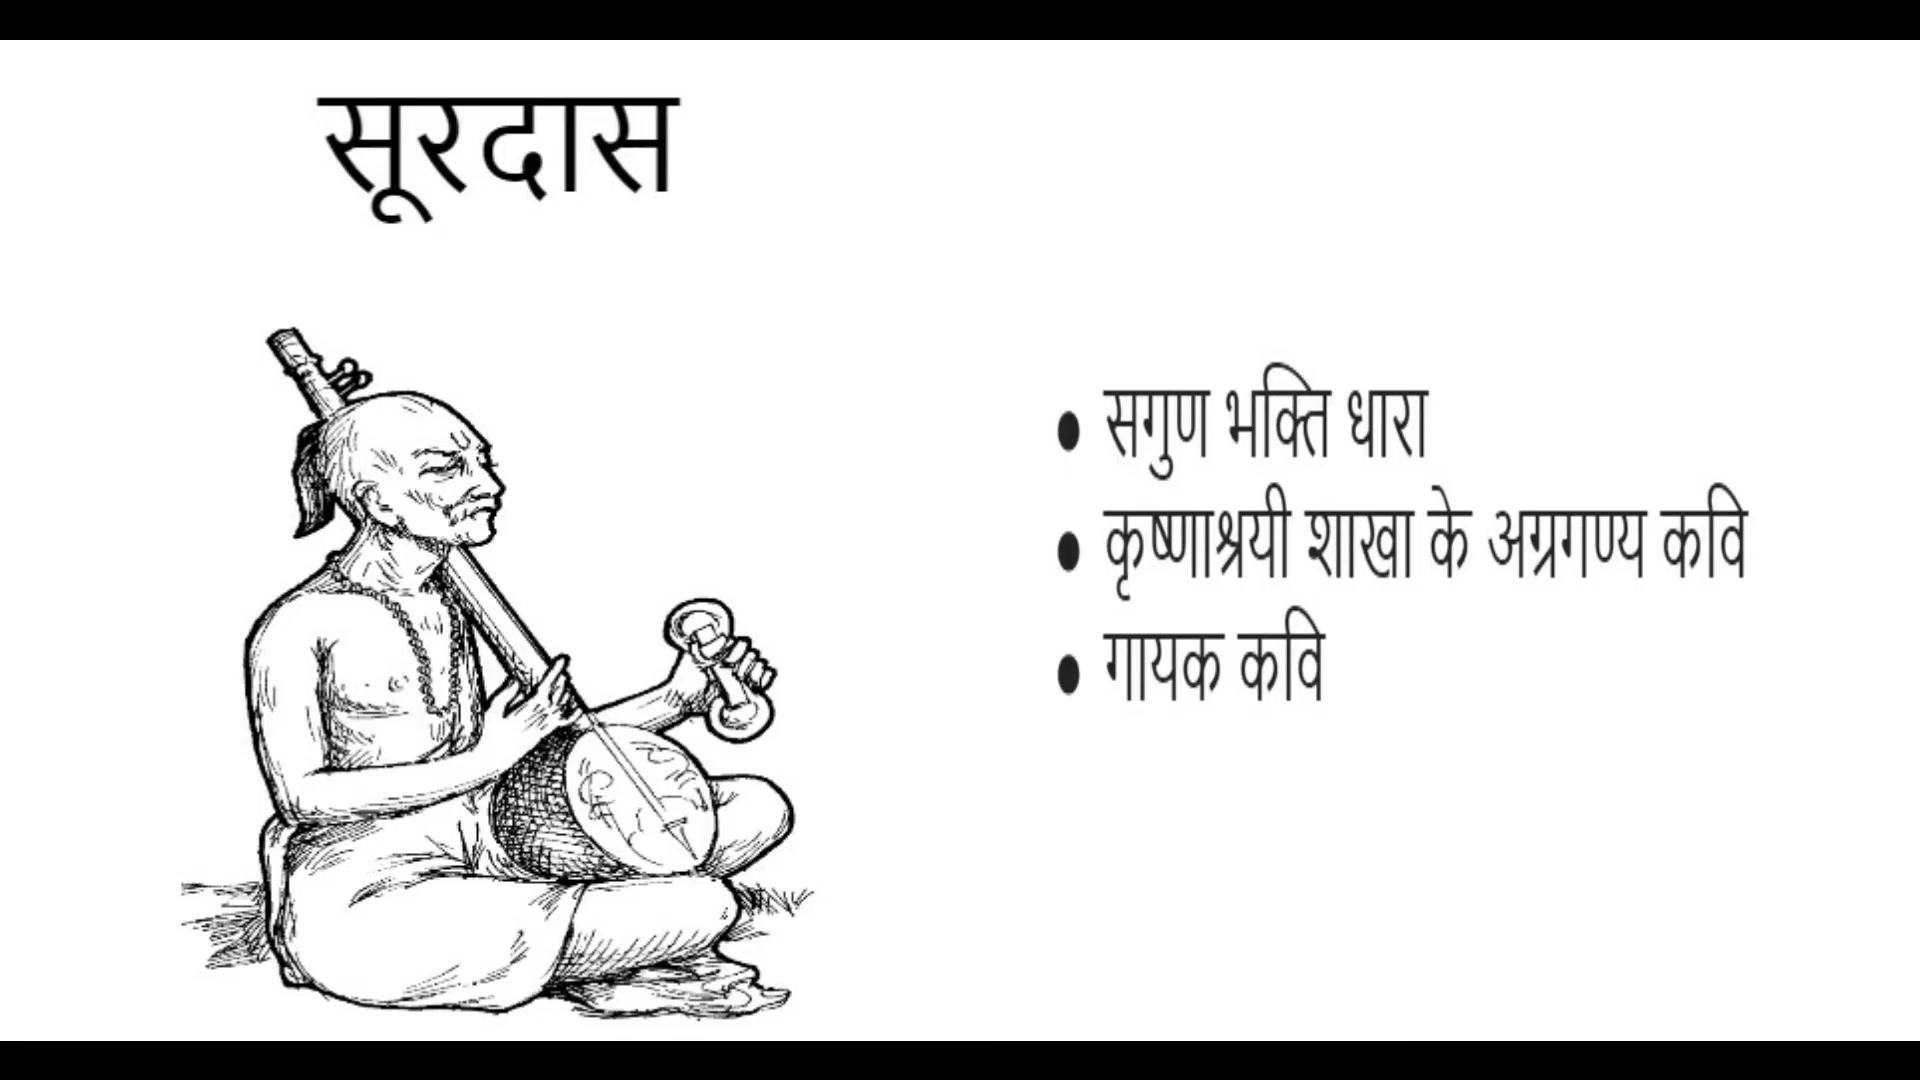 सूरदास
• सगुण भक्ति धारा
• कृष्णाश्रयी शाखा के अग्रगण्य कवि
• गायक कवि